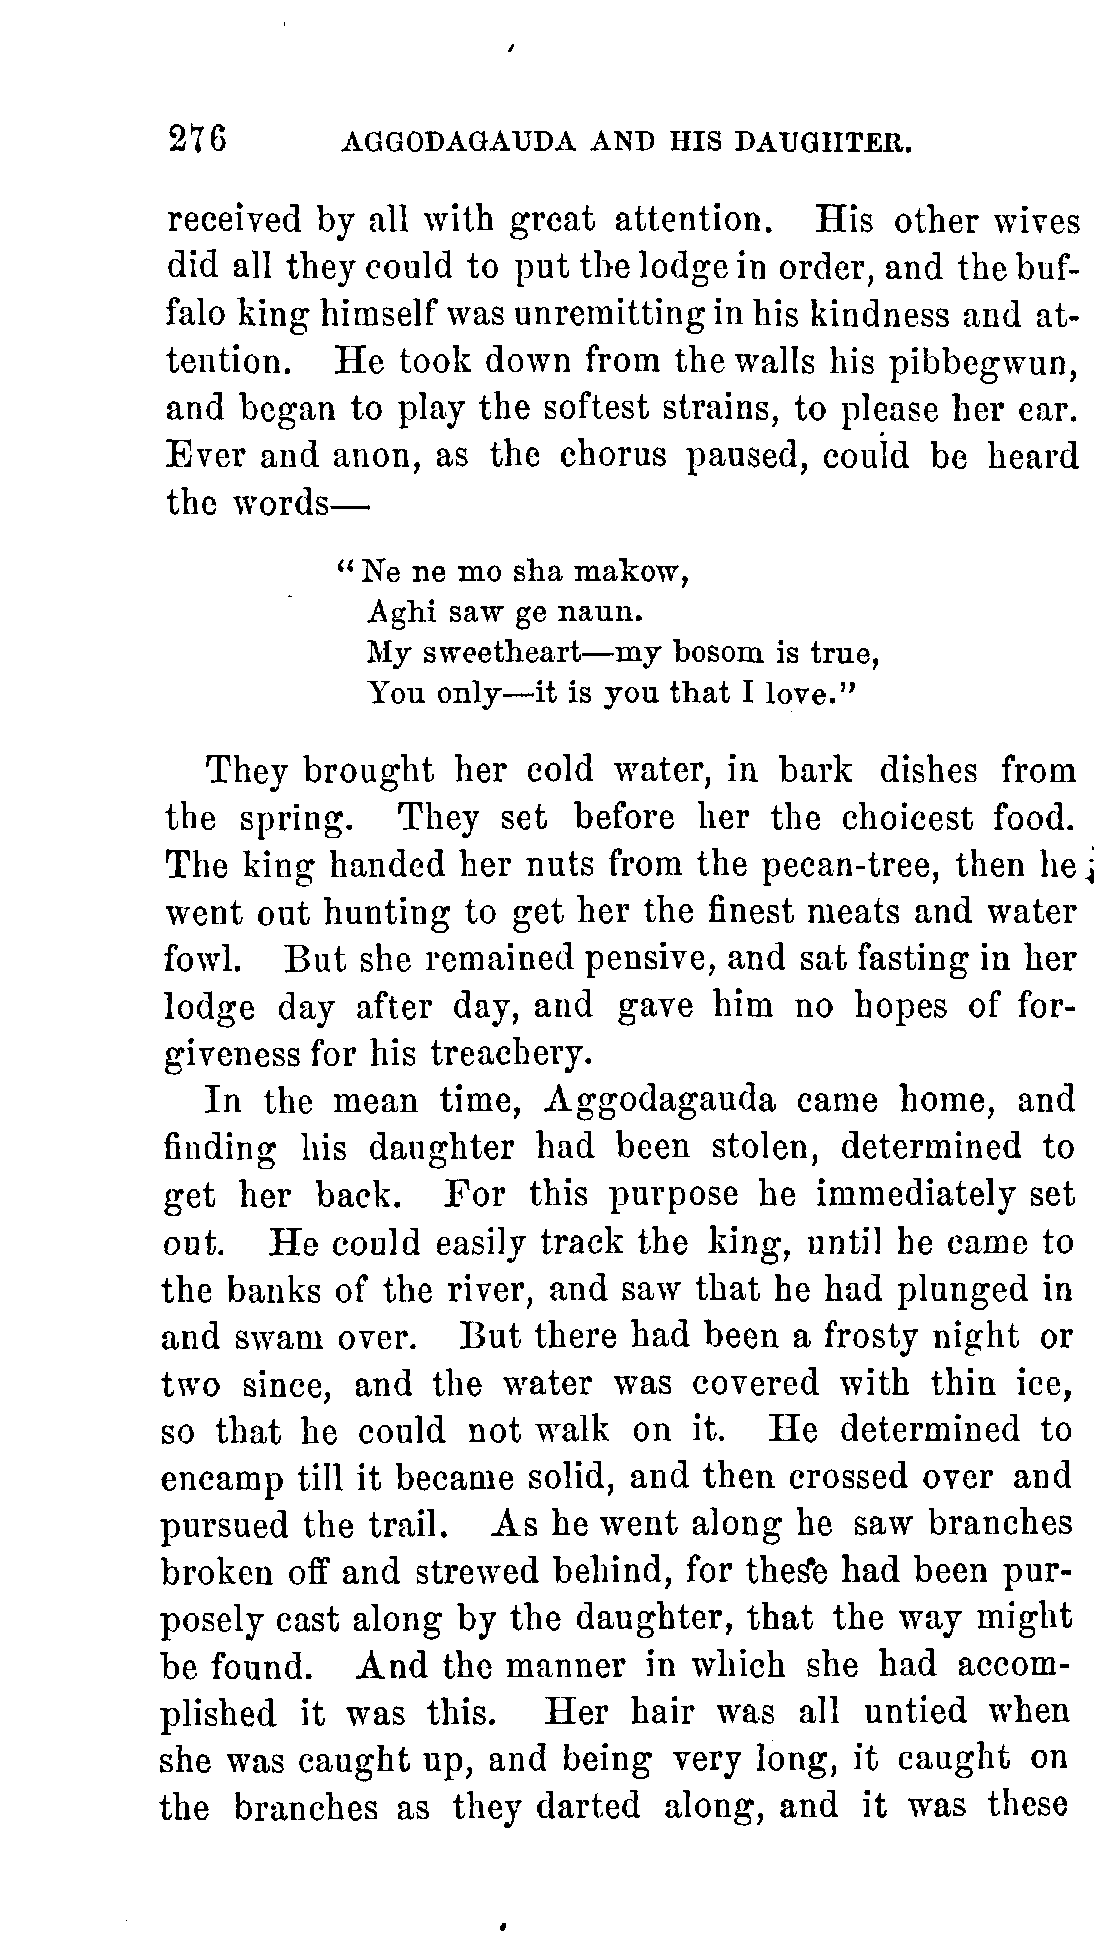 276 AGGODAGAUDA AND HIS DAUGHTER.
received by all with great attention. His other wives
did all they could to put the lodge in order, and the buf-
falo king himself was unremitting in his kindness and at-
tention. He took down from the walls his pibbegwun,
and began to play the softest strains, to please her ear.
Ever and anon, as the chorus paused, could be heard
the words—
“Ne ne mo sha makow,
Aghi saw ge naun.
My sweetheart—my bosom is true,
You only—it is you that I love.”
They brought her cold water, in bark dishes from
the spring. They set before her the choicest food.
The king handed her nuts from the pecan-tree, then he
went out hunting to get her the finest meats and water
fowl. But she remained pensive, and sat fasting in her
lodge day after day, and gave him no hopes of for-
giveness for his treachery.
In the mean time, Aggodagauda came home, and
finding his daughter had been stolen, determined to
get her back. For this purpose he immediately set
out. He could easily track the king, until he came to
the banks of the river, and saw that he had plunged in
and swam over. But there had been a frosty night or
two since, and the water was covered with thin ice,
so that he could not walk on it. He determined to
encamp till it became solid, and then crossed over and
pursued the trail. As he went along he saw branches
broken off and strewed behind, for these had been pur-
posely cast along by the daughter, that the way might
be found. And the manner in which she had accom-
plished it was this. Her hair was all untied when
she was caught up, and being very long, it caught on
the branches as they darted along, and it was these